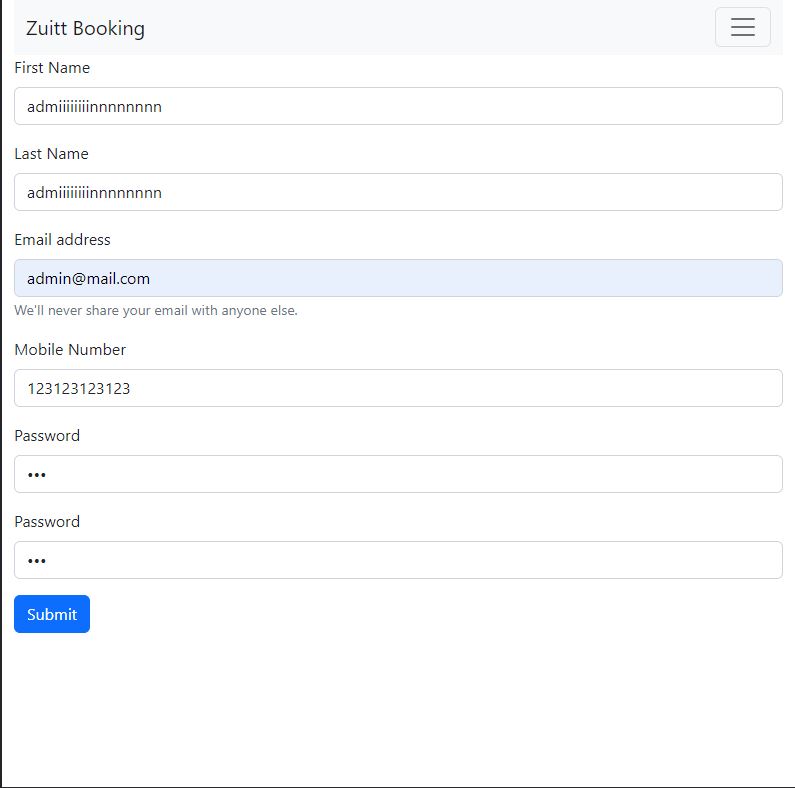 Zuitt Booking
First Name
admiiiiiiiinnnnnnnn
Last Name
admiiiiiiiinnnnnnnn
Email address
admin@mail.com
We'll never share your email with anyone else.
Mobile Number
123123123123
Password
•••
Password
•••
Submit